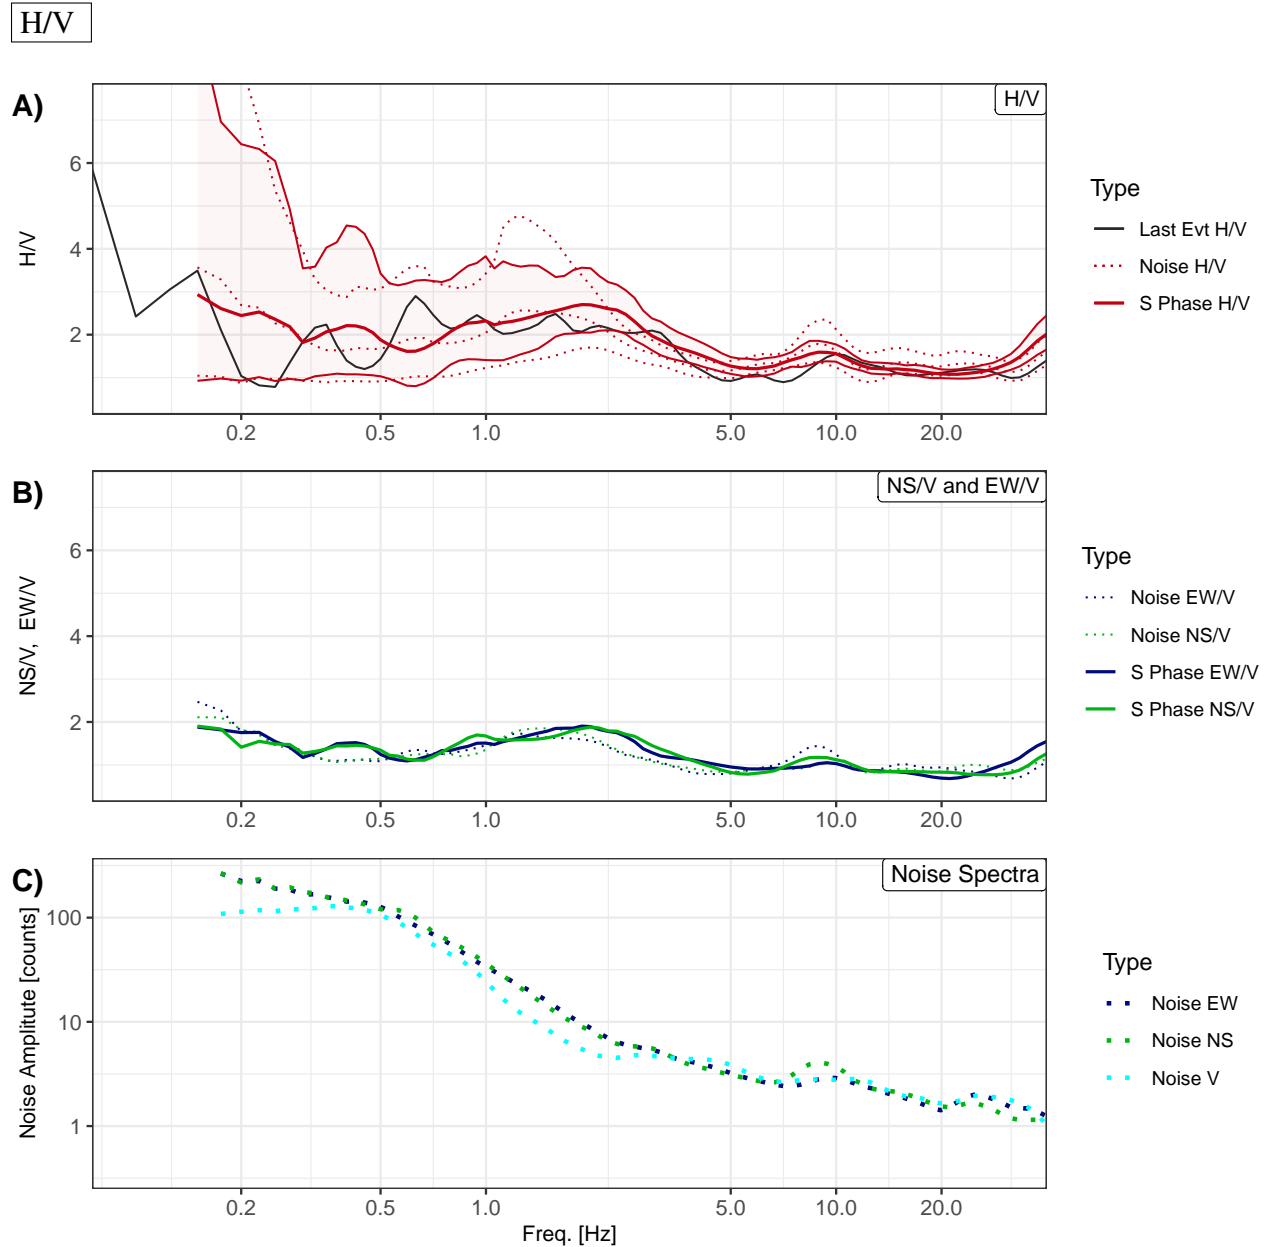 H/V
A)
H/V
6
4
2
H/V
0.2 0.5 1.0 5.0 10.0 20.0
Type
Last Evt H/V
Noise H/V
S Phase H/V
B)
NS/V and EW/V
6
4
2
NS/V, EW/V
0.2 0.5 1.0 5.0 10.0 20.0
Type
Noise EW/V
Noise NS/V
S Phase EW/V
S Phase NS/V
C)
Noise Spectra
100
10
1
Noise Amplitude [counts]
0.2 0.5 1.0 5.0 10.0 20.0
Freq. [Hz]
Type
Noise EW
Noise NS
Noise V